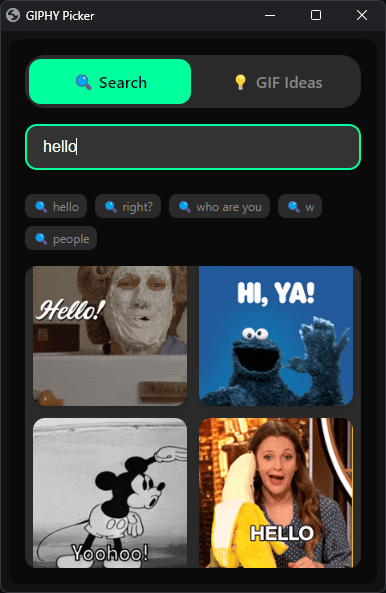 GIPHY Picker
Search GIF Ideas
hello
hello right? who are you w
people
Hello! HI, YA!
Yoohoo! HELLO